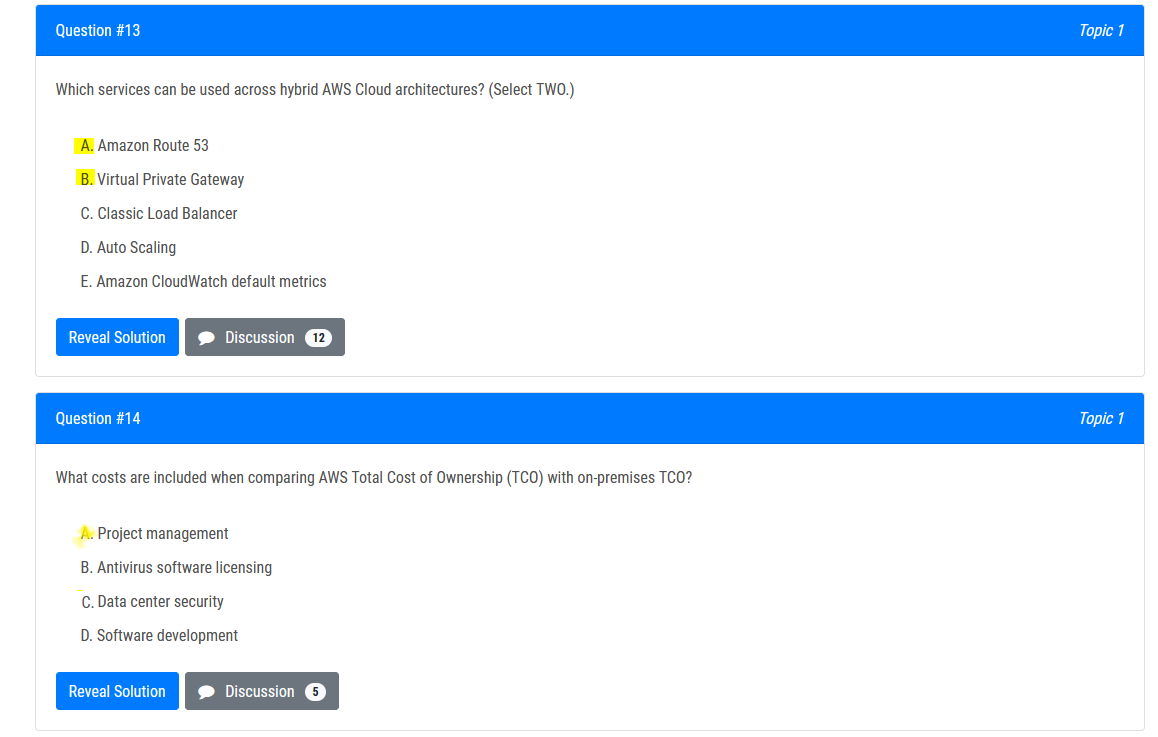 Question #13 Topic 1
Which services can be used across hybrid AWS Cloud architectures? (Select TWO.)
A. Amazon Route 53
B. Virtual Private Gateway
C. Classic Load Balancer
D. Auto Scaling
E. Amazon CloudWatch default metrics
Reveal Solution Discussion 12
Question #14 Topic 1
What costs are included when comparing AWS Total Cost of Ownership (TCO) with on-premises TCO?
A. Project management
B. Antivirus software licensing
C. Data center security
D. Software development
Reveal Solution Discussion 5